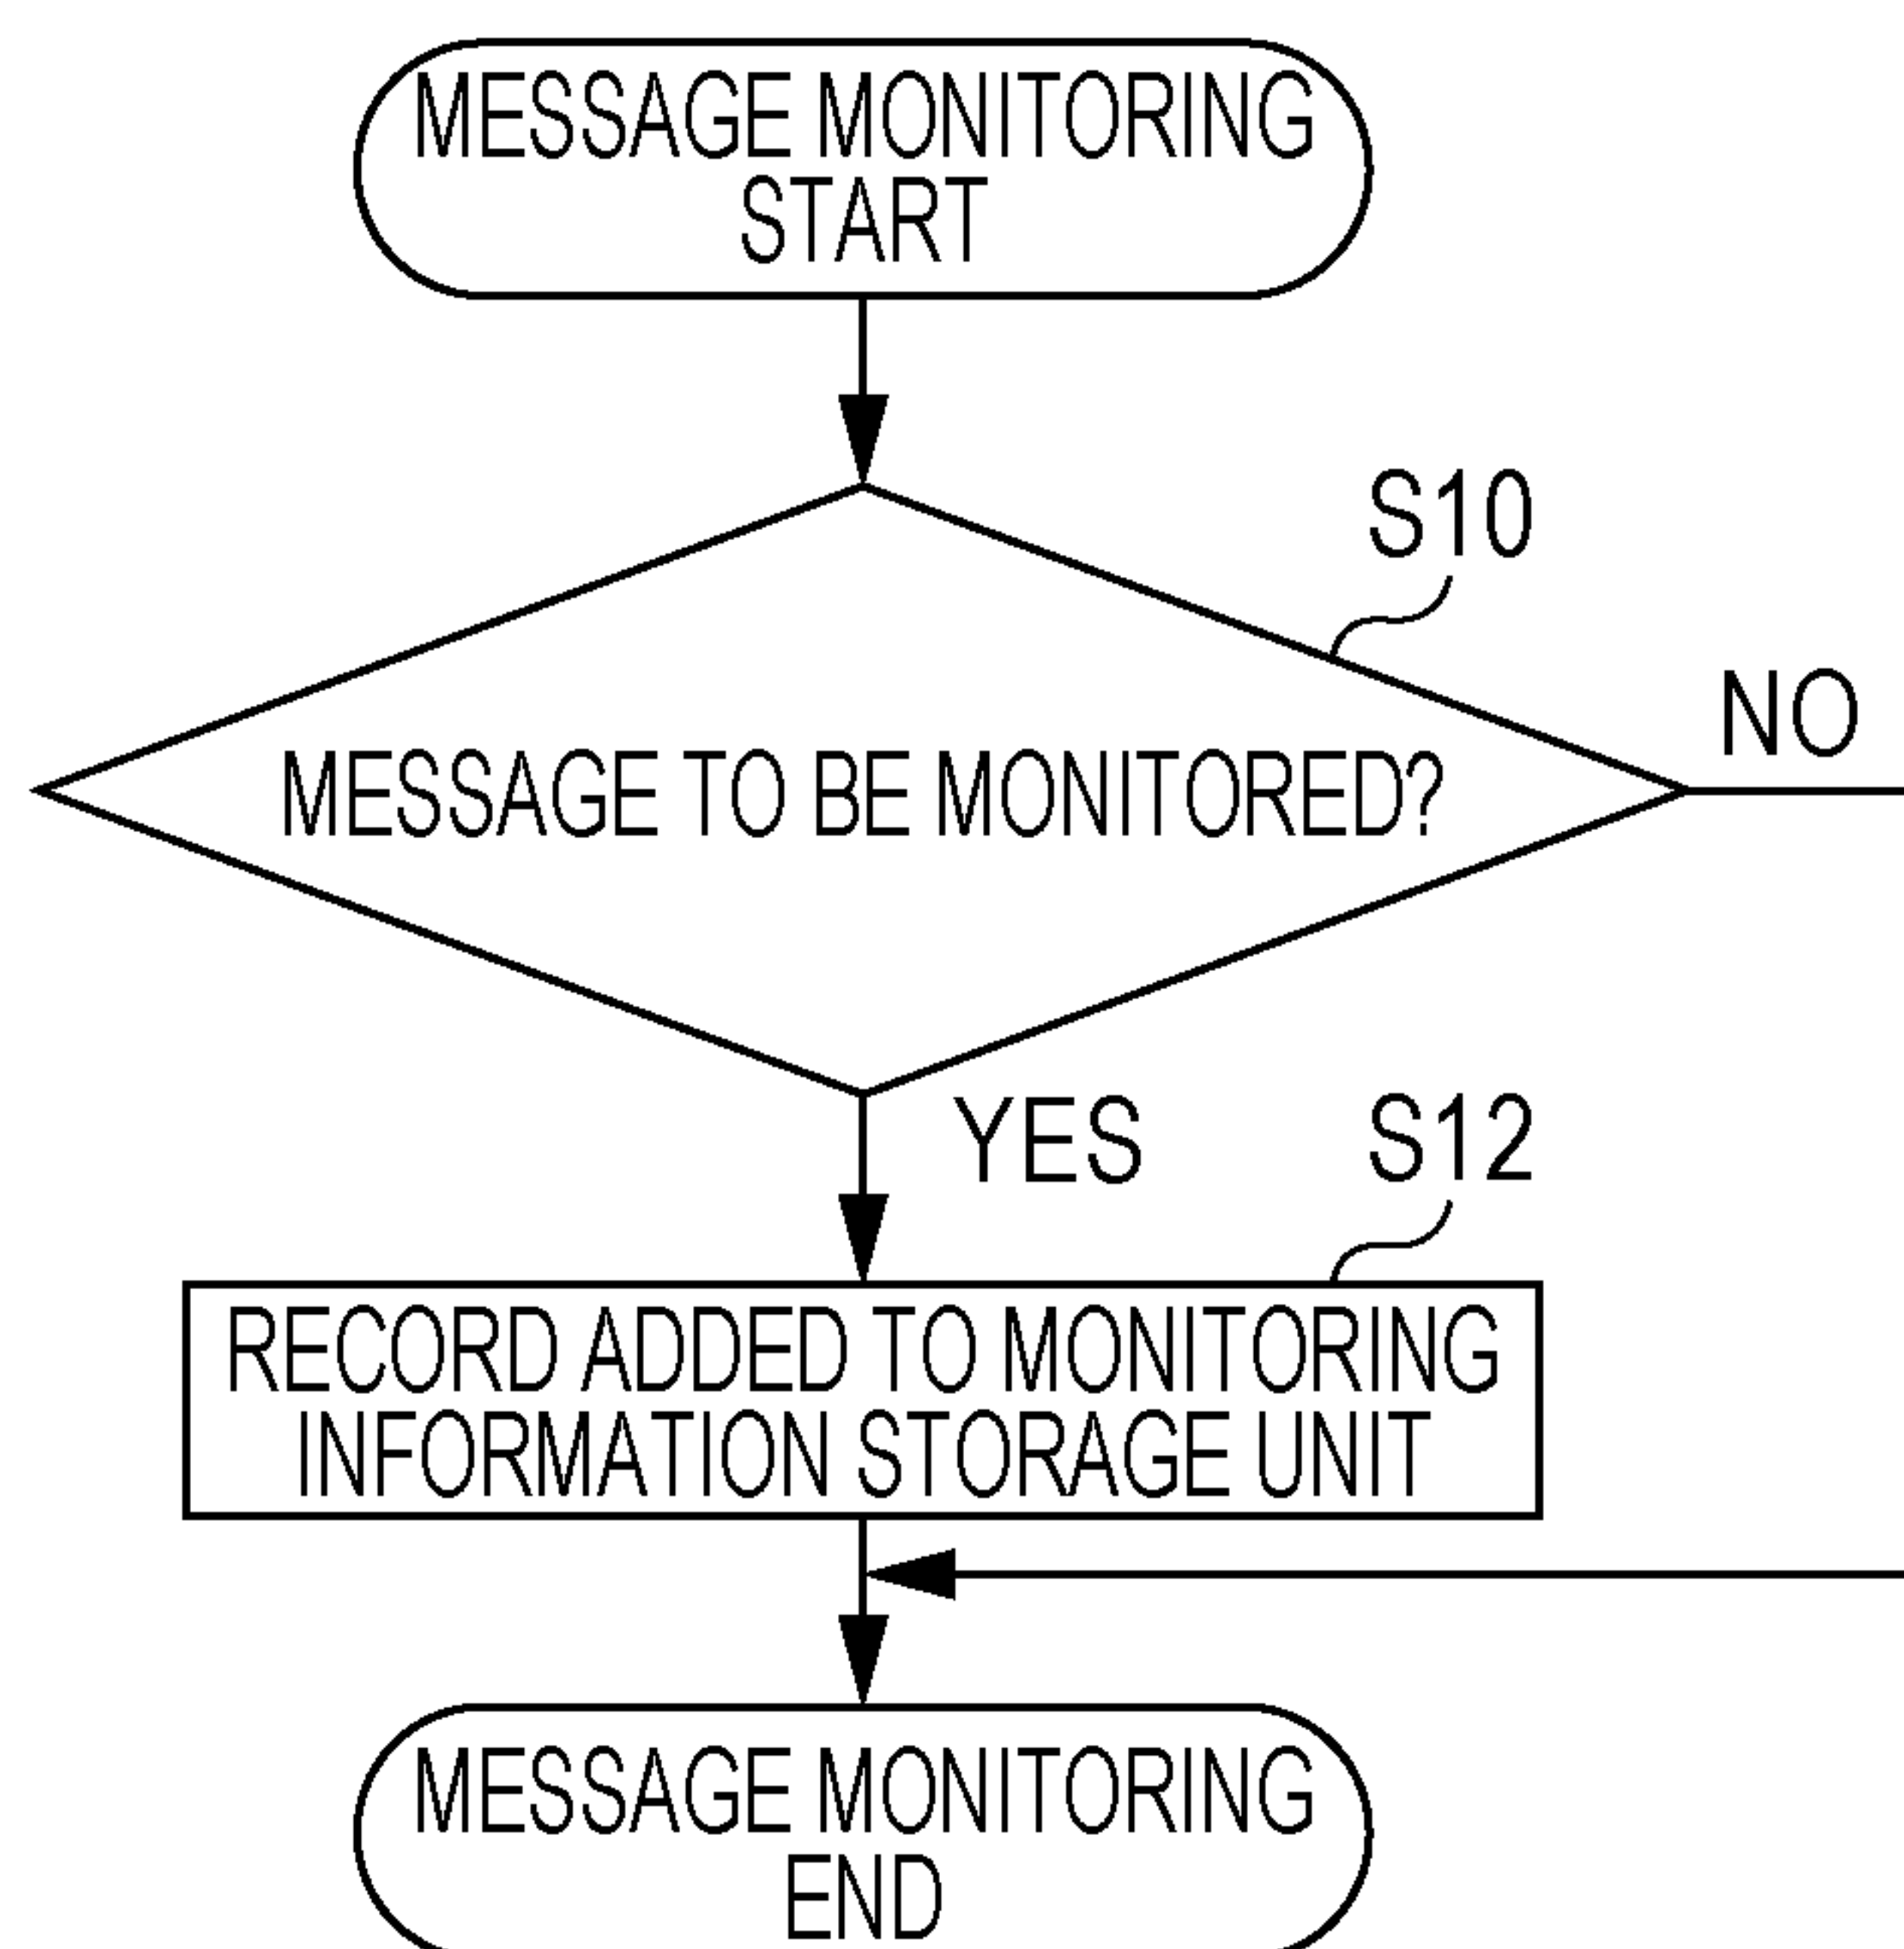 MESSAGE MONITORING
START
S10
NO
MESSAGE TO BE MONITORED?
YES
S12
RECORD ADDED TO MONITORING
INFORMATION STORAGE UNIT
MESSAGE MONITORING
END